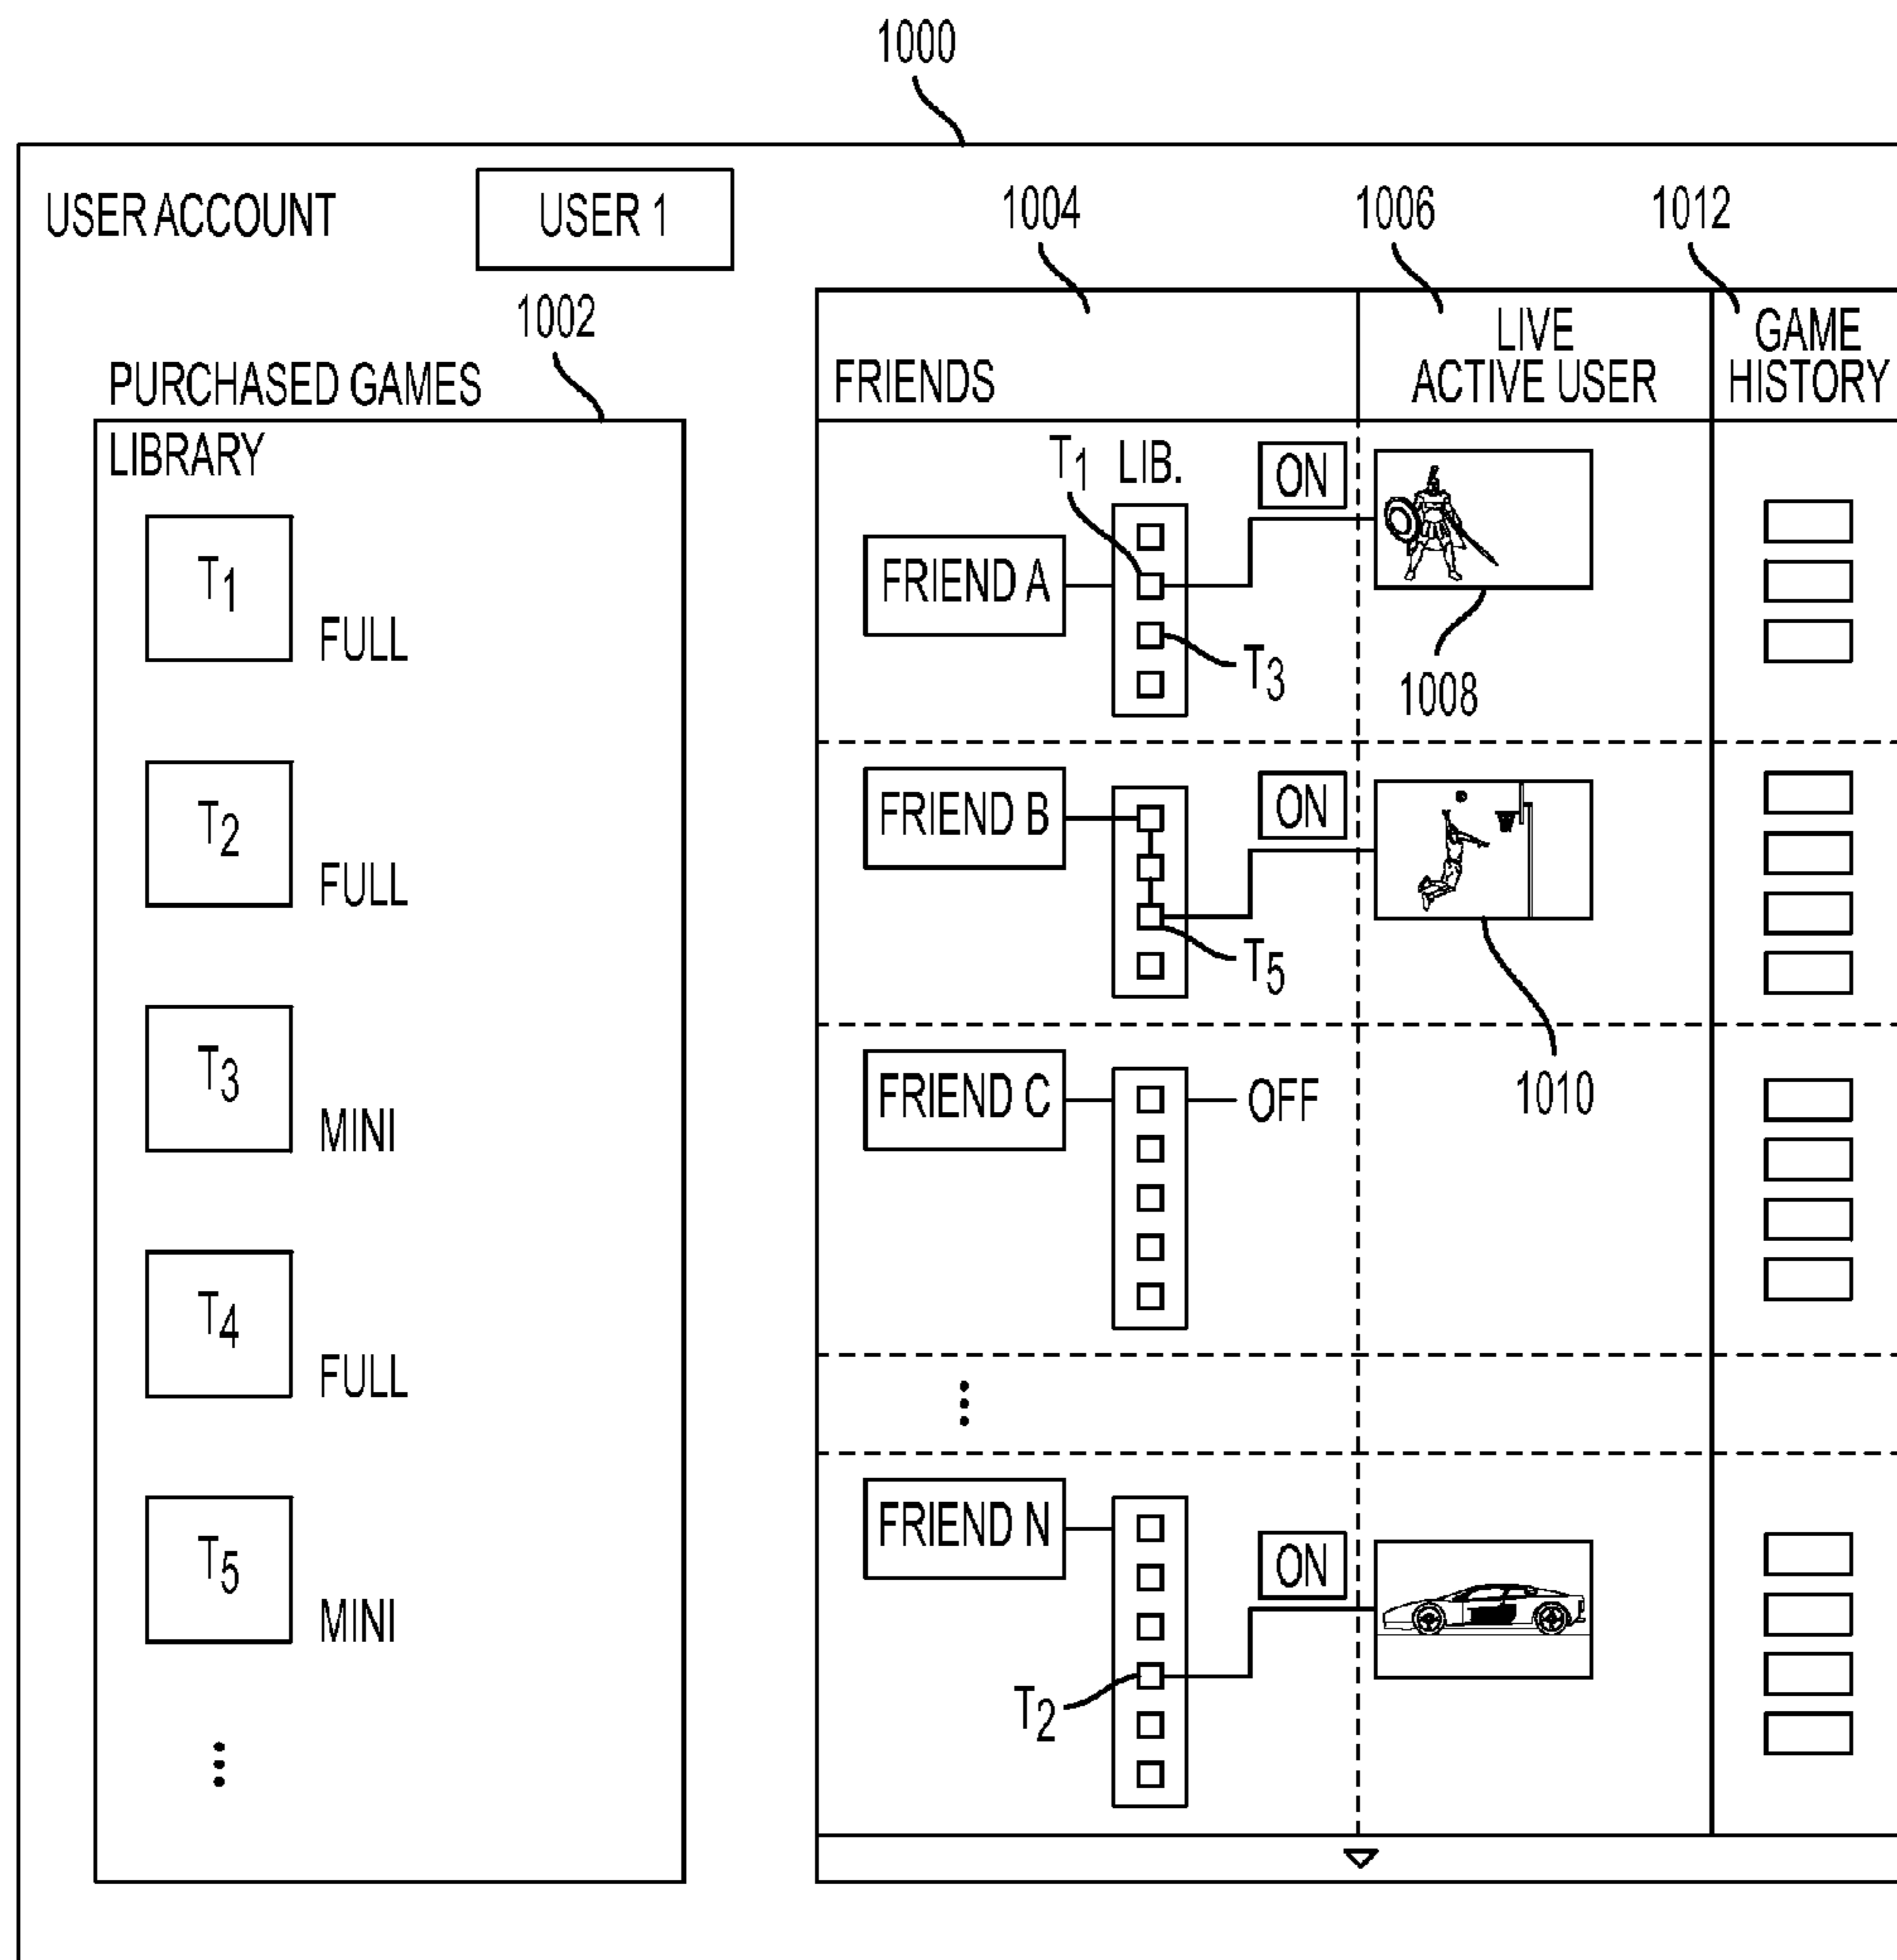 1000
USER ACCOUNT
USER 1
1004
1006
1012
1002
PURCHASED GAMES
FRIENDS
LIVE
ACTIVE USER
GAME
HISTORY
LIBRARY
T1
FULL
T2
FULL
T3
MINI
T4
FULL
T5
MINI
T1
LIB.
ON
FRIEND A
T3
1008
FRIEND B
ON
T5
1010
FRIEND C
OFF
FRIEND N
ON
T2